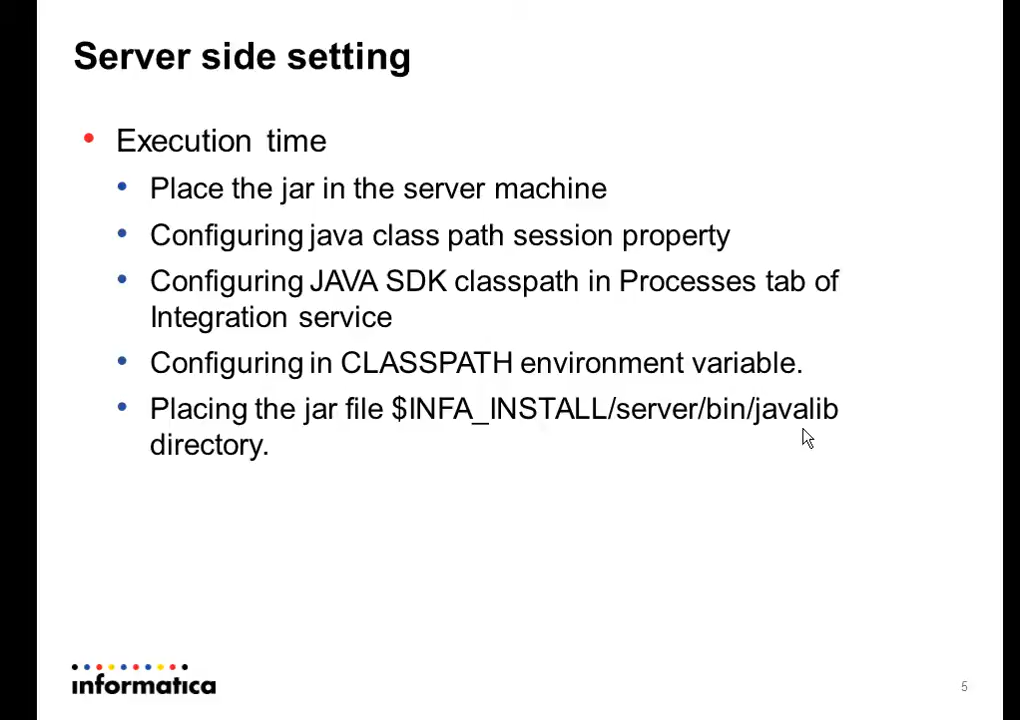 Server side setting
• Execution time
• Place the jar in the server machine
• Configuring java class path session property
• Configuring JAVA SDK classpath in Processes tab of
Integration service
• Configuring in CLASSPATH environment variable.
• Placing the jar file $INFA_INSTALL/server/bin/javalib
directory.
informatica
5